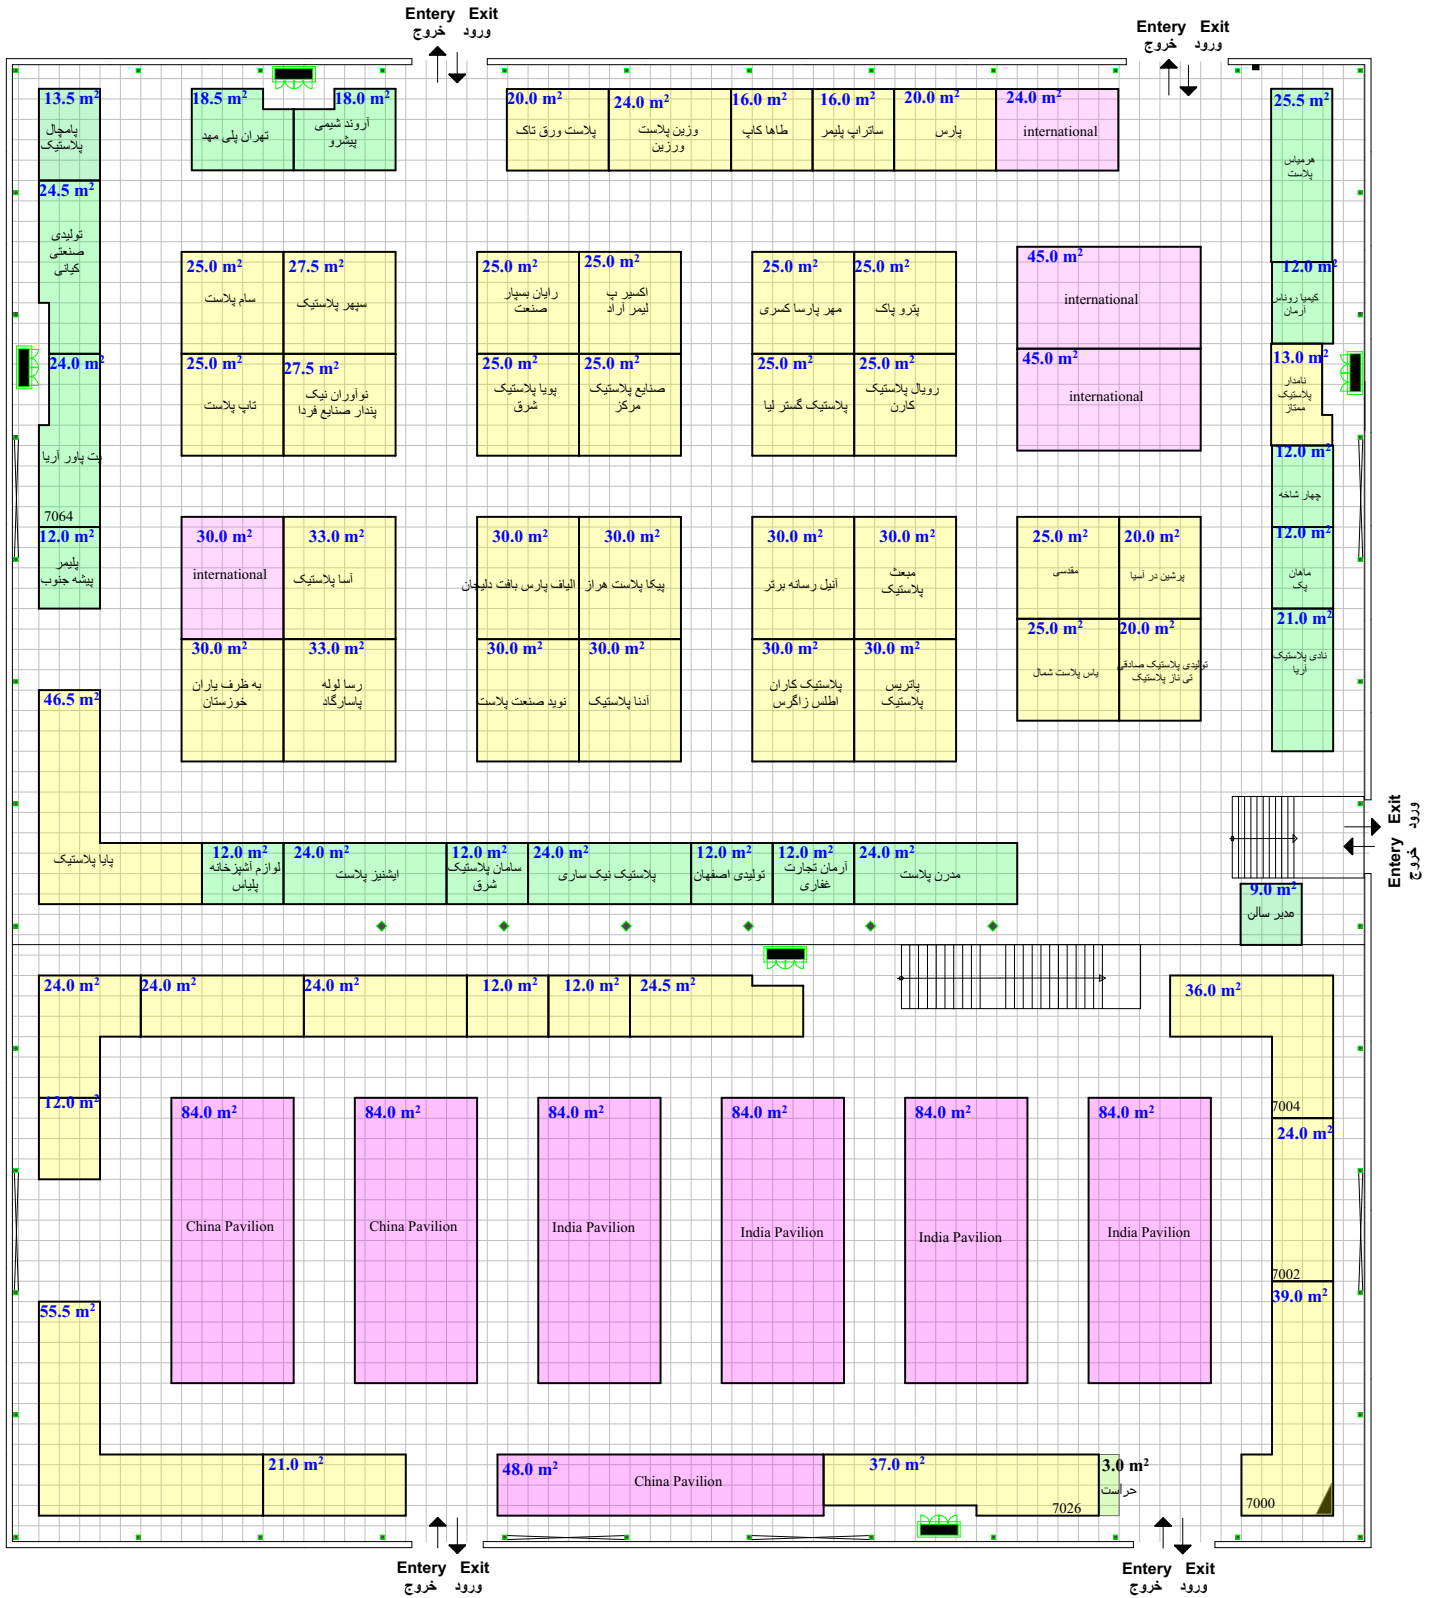 Entery Exit
خروج ورود
Entery Exit
خروج ورود
13.5 m²
پامچال
پلاستیک
18.5 m²
تهران پلی مهد
18.0 m²
آروند شیمی
پیشرو
20.0 m²
پلاست ورق تاک
24.0 m²
وزین پلاست
ورزین
16.0 m²
طاها کاپ
16.0 m²
ساتراپ پلیمر
20.0 m²
پارس
24.0 m²
international
25.5 m²
هرمیاس
پلاست
24.5 m²
تولیدی
صنعتی
کیانی
25.0 m²
سام پلاست
27.5 m²
سپهر پلاستیک
25.0 m²
رایان بسپار
صنعت
25.0 m²
اکسیر پ
لیمر آراد
25.0 m²
مهر پارسا کسری
25.0 m²
پترو پاک
45.0 m²
international
12.0 m²
کیمیا روناس
آرمان
24.0 m²
پت پاور آریا
7064
25.0 m²
تاپ پلاست
27.5 m²
نوآوران نیک
پندار صنایع فردا
25.0 m²
پویا پلاستیک
شرق
25.0 m²
صنایع پلاستیک
مرکز
25.0 m²
پلاستیک گستر لیا
25.0 m²
رویال پلاستیک
کارن
45.0 m²
international
13.0 m²
نامدار
پلاستیک
ممتاز
12.0 m²
چهار شاخه
12.0 m²
پلیمر
پیشه جنوب
30.0 m²
international
33.0 m²
آسا پلاستیک
30.0 m²
الیاف پارس بافت دلیجان
30.0 m²
پیکا پلاست هراز
30.0 m²
آنیل رسانه برتر
30.0 m²
مبعث
پلاستیک
25.0 m²
مقدسی
20.0 m²
پرشین در آسیا
12.0 m²
ماهان
پک
30.0 m²
به ظرف یاران
خوزستان
33.0 m²
رسا لوله
پاسارگاد
30.0 m²
نوید صنعت پلاست
30.0 m²
آدنا پلاستیک
30.0 m²
پلاستیک کاران
اطلس زاگرس
30.0 m²
پاتریس
پلاستیک
25.0 m²
یاس پلاست شمال
20.0 m²
تولیدی پلاستیک صادقی
تی ناز پلاستیک
21.0 m²
نادی پلاستیک
آریا
46.5 m²
پایا پلاستیک
12.0 m²
لوازم آشپزخانه
پلیاس
24.0 m²
ایشنیز پلاست
12.0 m²
سامان پلاستیک
شرق
24.0 m²
پلاستیک نیک ساری
12.0 m²
تولیدی اصفهان
12.0 m²
آرمان تجارت
غفاری
24.0 m²
مدرن پلاست
Entery Exit
خروج ورود
9.0 m²
مدیر سالن
24.0 m²
24.0 m²
24.0 m²
12.0 m²
12.0 m²
24.5 m²
36.0 m²
7004
12.0 m²
84.0 m²
China Pavilion
84.0 m²
China Pavilion
84.0 m²
India Pavilion
84.0 m²
India Pavilion
84.0 m²
India Pavilion
84.0 m²
India Pavilion
24.0 m²
7002
39.0 m²
7000
55.5 m²
21.0 m²
48.0 m²
China Pavilion
37.0 m²
7026
3.0 m²
حراست
Entery Exit
خروج ورود
Entery Exit
خروج ورود